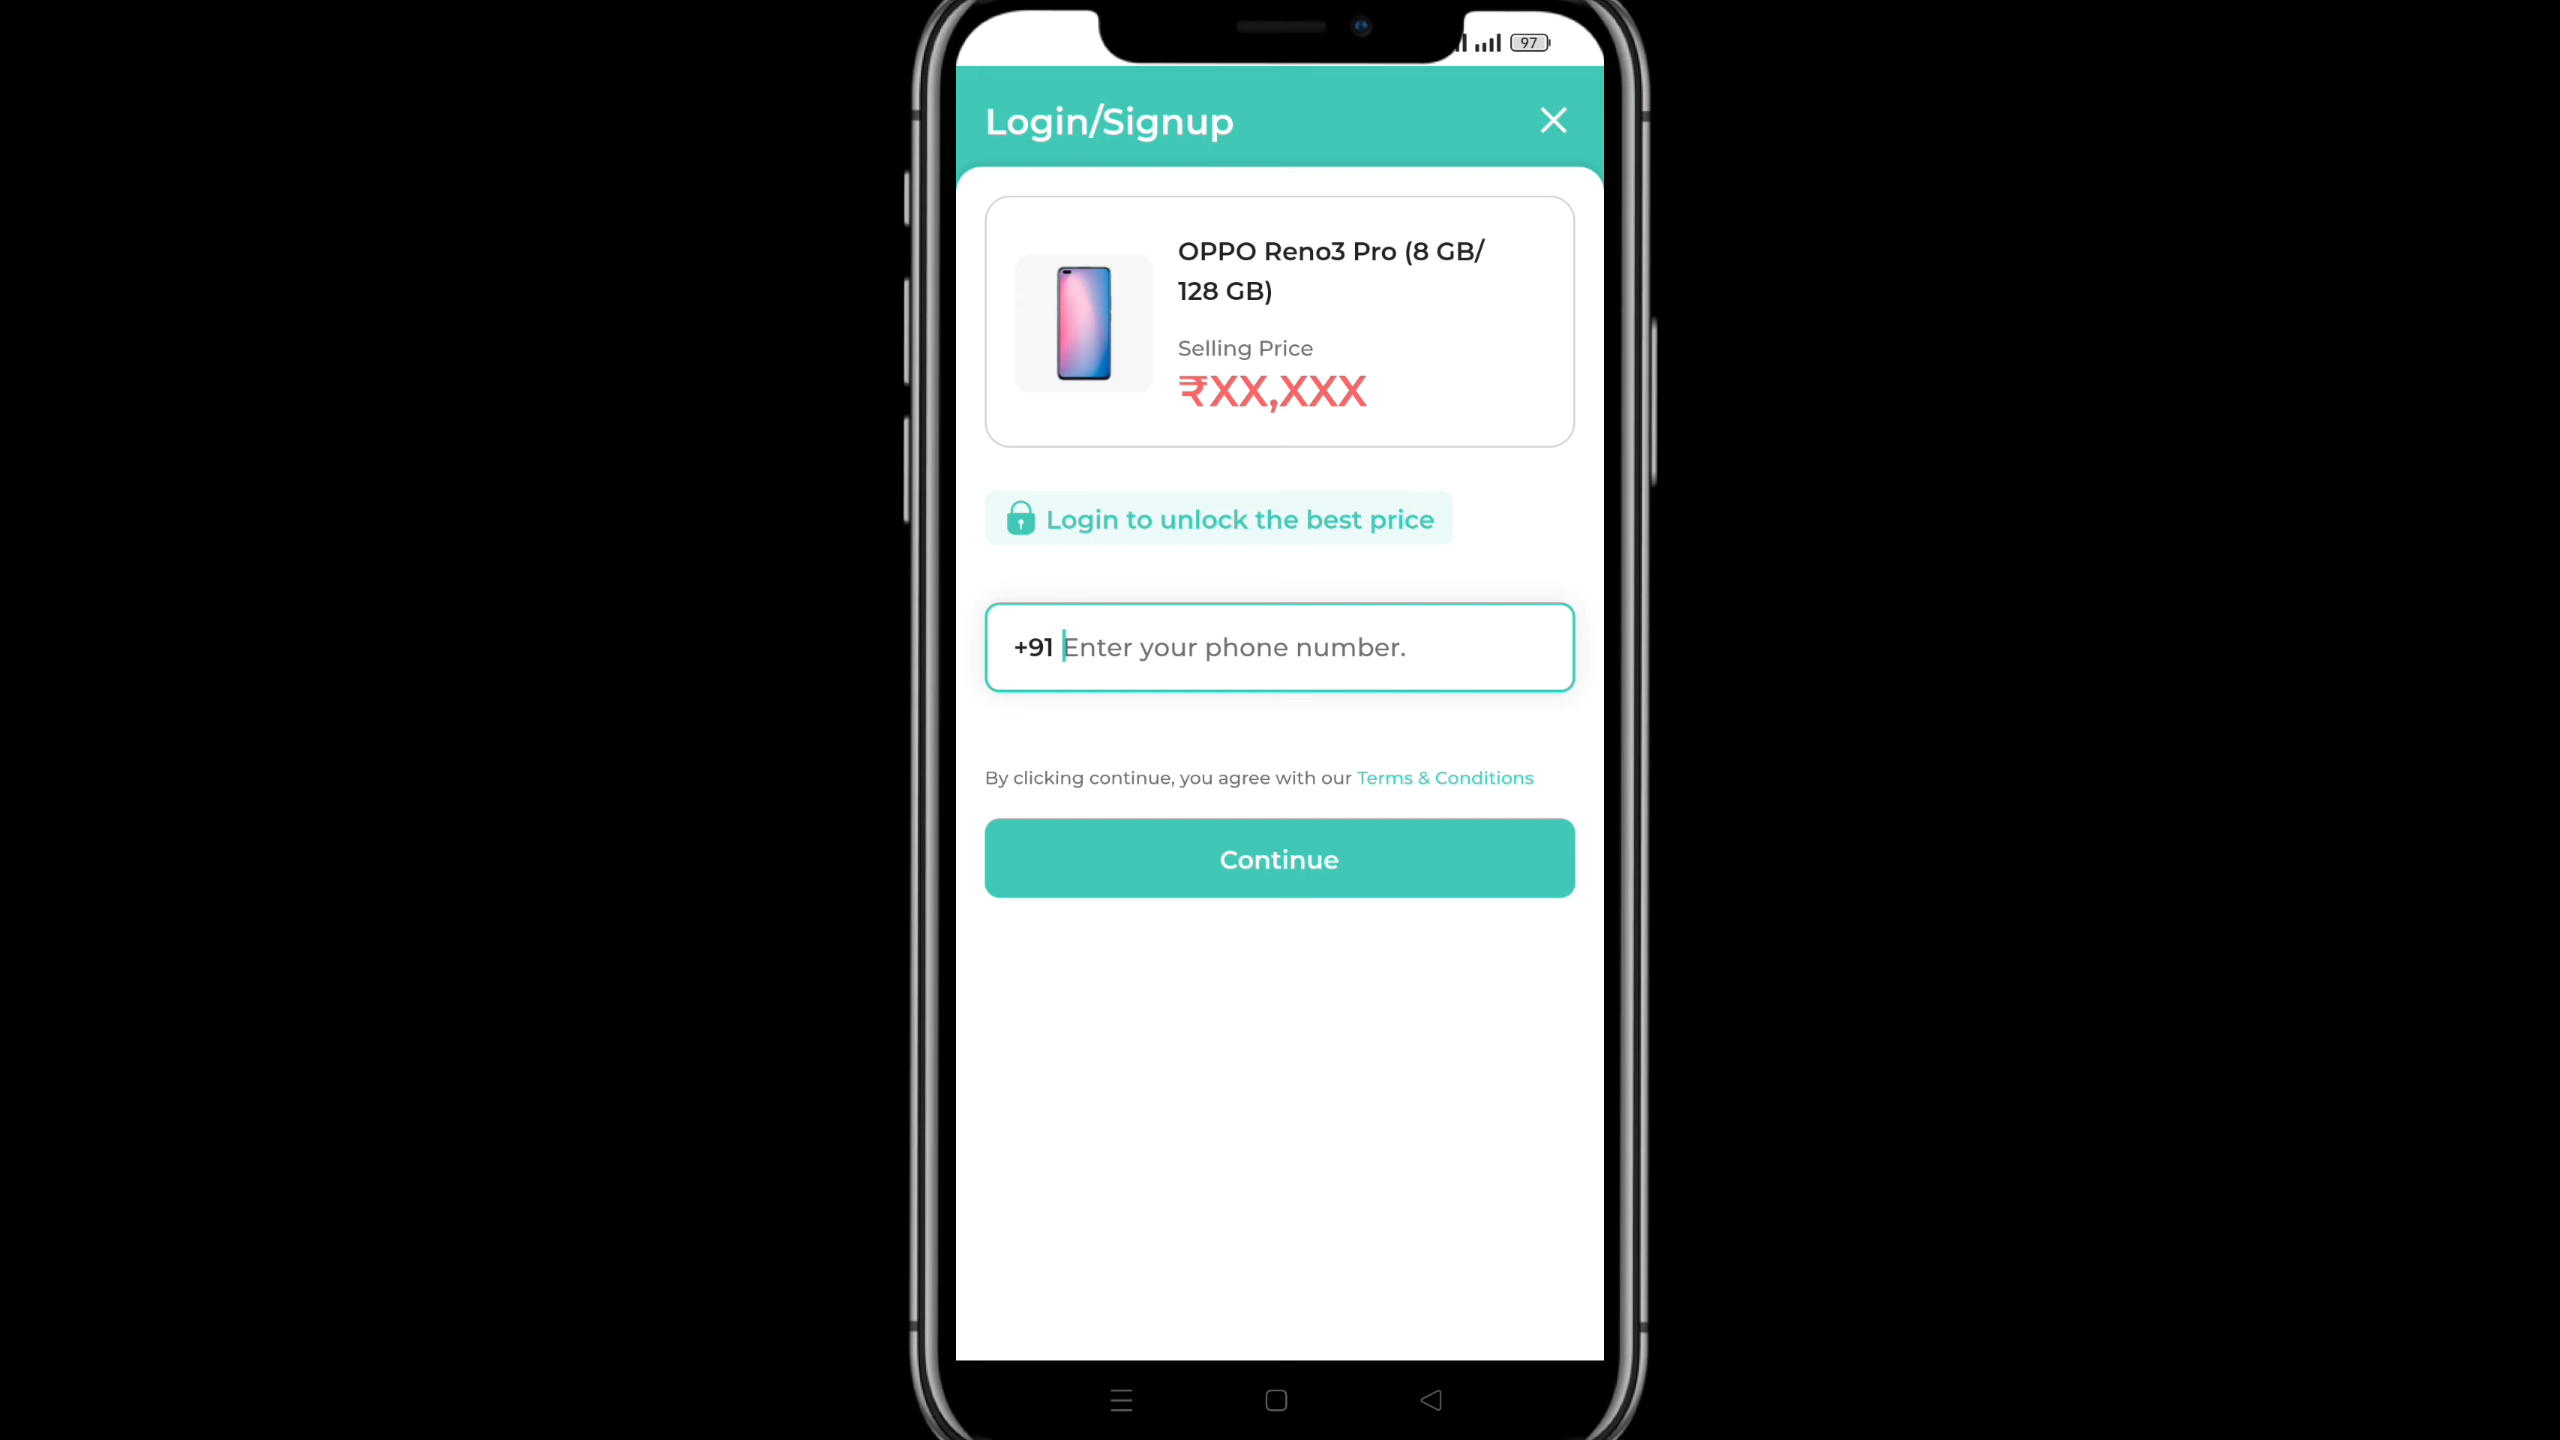 97
Login/Signup
OPPO Reno3 Pro (8 GB/
128 GB)
Selling Price
₹XX,XXX
Login to unlock the best price
+91 Enter your phone number.
By clicking continue, you agree with our Terms & Conditions
Continue